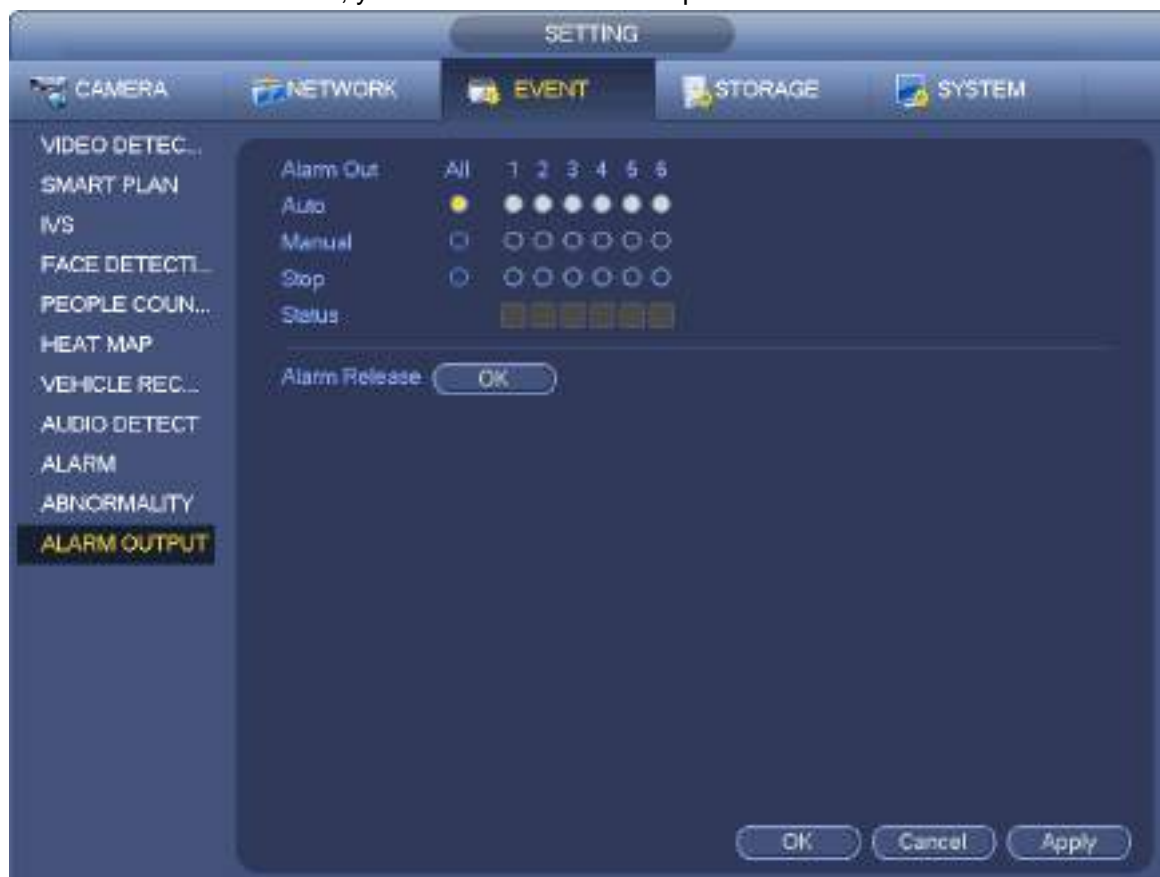 SETTING
CAMERA NETWORK EVENT STORAGE SYSTEM
VIDEO DETEC...
SMART PLAN
IVS
FACE DETECTI...
PEOPLE COUN...
HEAT MAP
VEHICLE REC...
AUDIO DETECT
ALARM
ABNORMALITY
ALARM OUTPUT
Alarm Out All 1 2 3 4 5 6
Auto
Manual
Stop
Status
Alarm Release OK
OK Cancel Apply